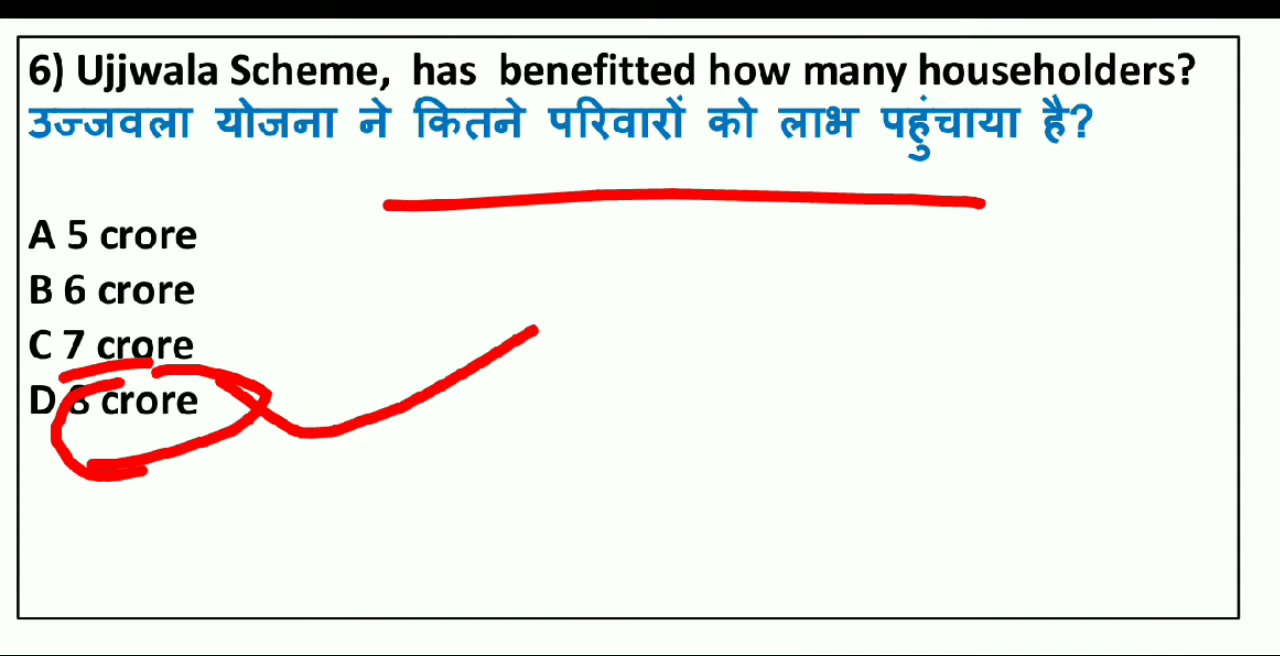 6) Ujjwala Scheme, has benefitted how many householders?
उज्जवला योजना ने कितने परिवारों को लाभ पहुंचाया है?
A 5 crore
B 6 crore
C 7 crore
D 8 crore